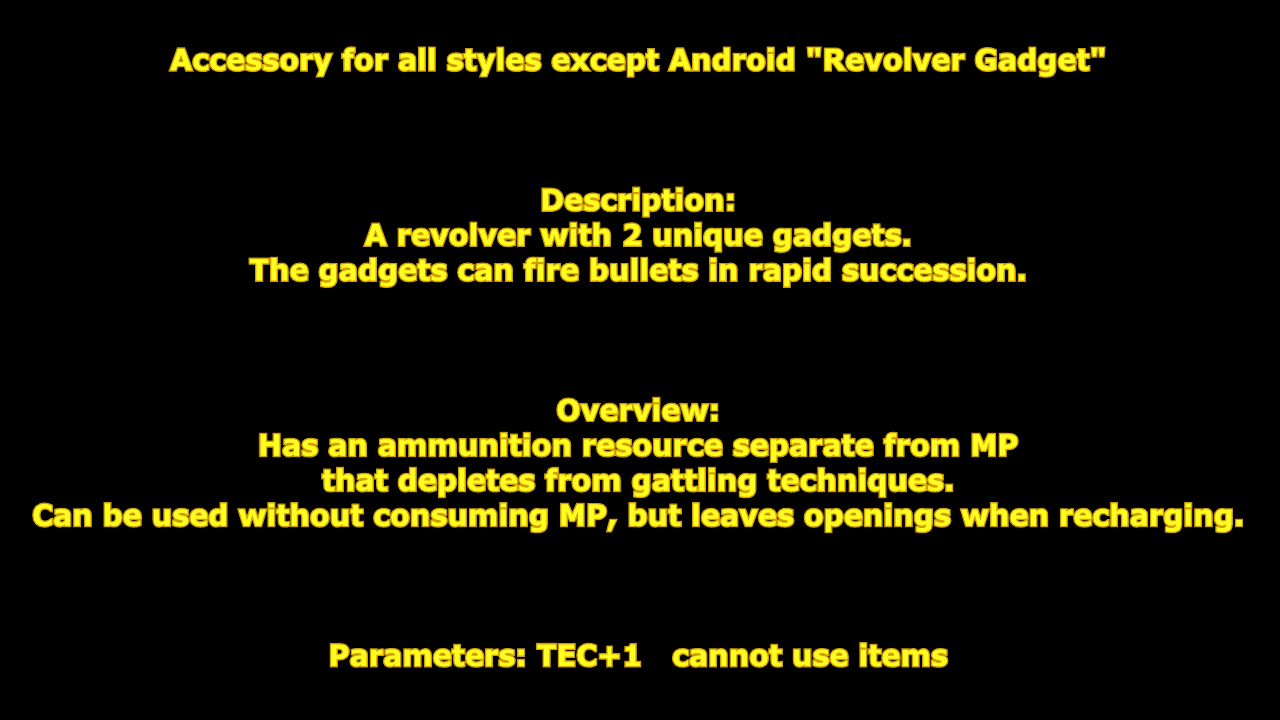 Accessory for all styles except Android "Revolver Gadget"
Description:
A revolver with 2 unique gadgets.
The gadgets can fire bullets in rapid succession.
Overview:
Has an ammunition resource separate from MP
that depletes from gattling techniques.
Can be used without consuming MP, but leaves openings when recharging.
Parameters: TEC+1   cannot use items